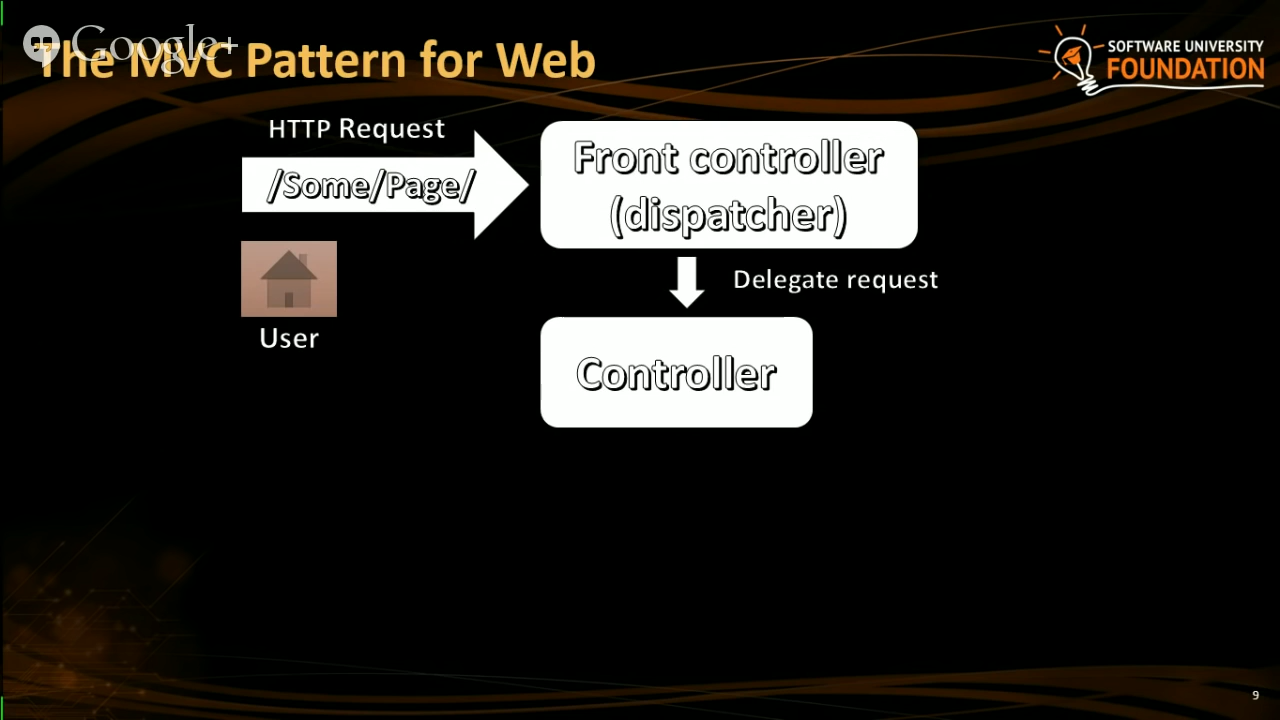 Google+
The MVC Pattern for Web
SOFTWARE UNIVERSITY
FOUNDATION
HTTP Request
/Some/Page/
Front controller
(dispatcher)
User
Delegate request
Controller
9